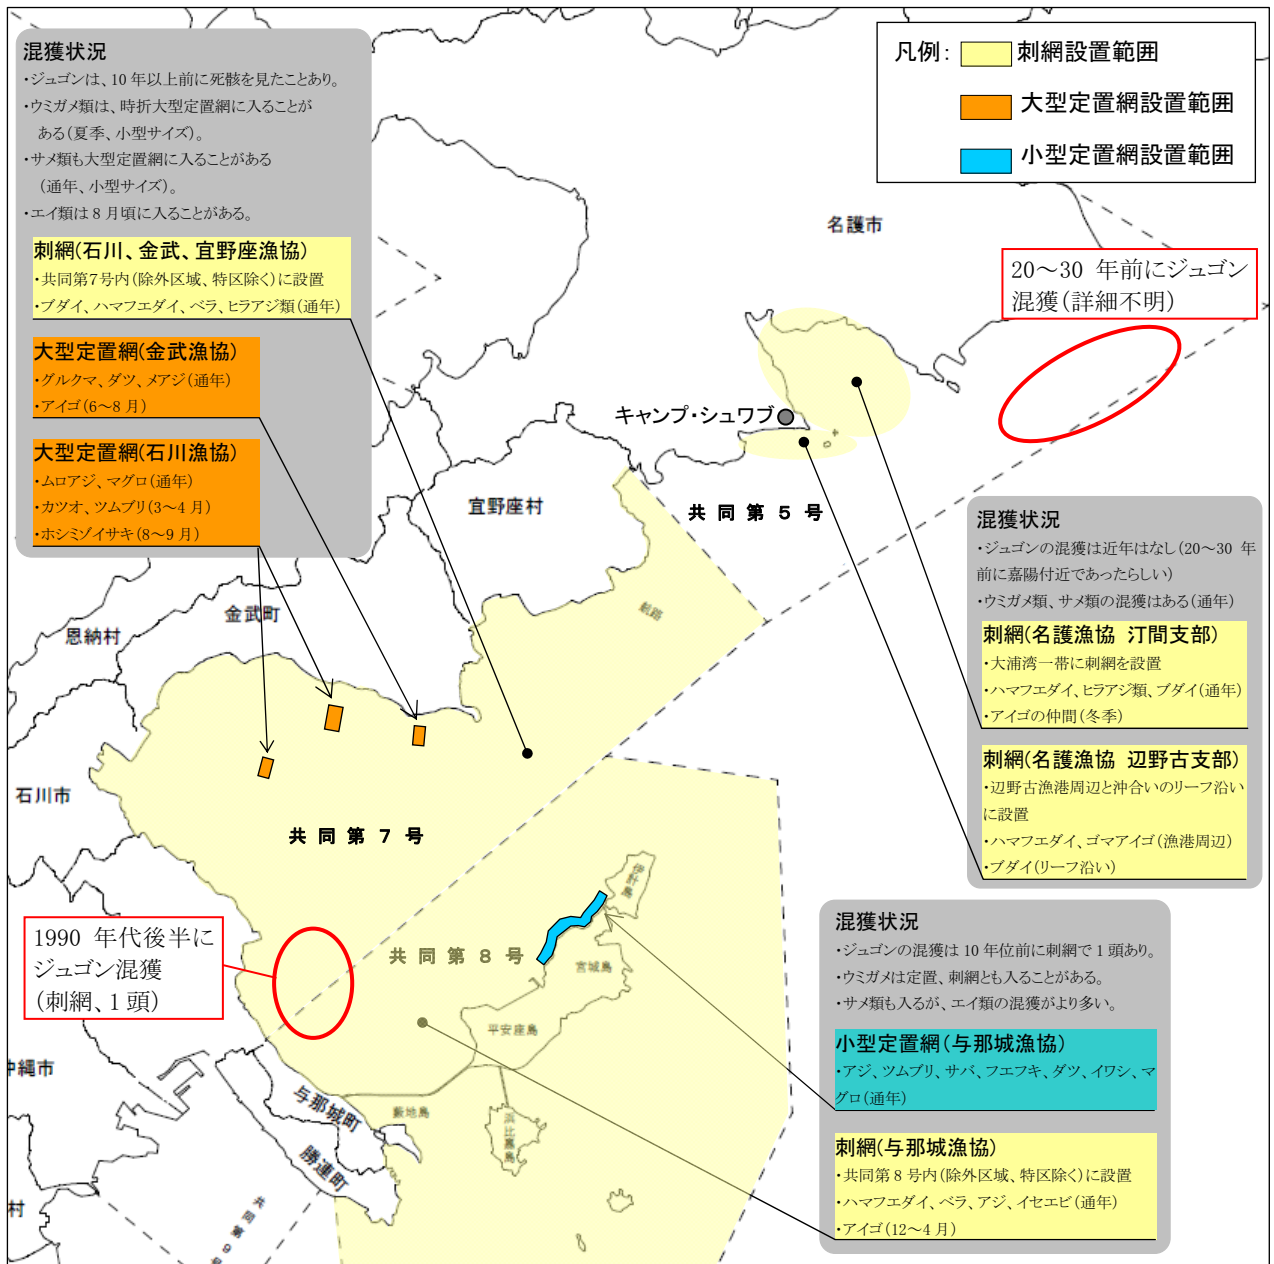 混獲状況
・ジュゴンは、10 年以上前に死骸を見たことあり。
・ウミガメ類は、時折大型定置網に入ることが
ある(夏季、小型サイズ)。
・サメ類も大型定置網に入ることがある
(通年、小型サイズ)。
・エイ類は 8 月頃に入ることがある。
刺網(石川、金武、宜野座漁協)
・共同第7号内(除外区域、特区除く)に設置
・ブダイ、ハマフエダイ、ベラ、ヒラアジ類(通年)
大型定置網(金武漁協)
・グルクマ、ダツ、メアジ(通年)
・アイゴ(6～8 月)
大型定置網(石川漁協)
・ムロアジ、マグロ(通年)
・カツオ、ツムブリ(3～4 月)
・ホシミゾイサキ(8～9 月)
凡例:
刺網設置範囲
大型定置網設置範囲
小型定置網設置範囲
名護市
20～30 年前にジュゴン
混獲(詳細不明)
キャンプ・シュワブ
宜野座村
共同第5号
航路
金武町
恩納村
石川市
共同第7号
混獲状況
・ジュゴンの混獲は近年はなし(20～30 年
前に嘉陽付近であったらしい)
・ウミガメ類、サメ類の混獲はある(通年)
刺網(名護漁協 汀間支部)
・大浦湾一帯に刺網を設置
・ハマフエダイ、ヒラアジ類、ブダイ(通年)
・アイゴの仲間(冬季)
刺網(名護漁協 辺野古支部)
・辺野古漁港周辺と沖合いのリーフ沿い
に設置
・ハマフエダイ、ゴマアイゴ(漁港周辺)
・ブダイ(リーフ沿い)
1990 年代後半に
ジュゴン混獲
(刺網、1 頭)
共同第8号
伊計島
宮城島
平安座島
藪地島
浜比嘉島
沖縄市
与那城町
勝連町
村
共同第9号
混獲状況
・ジュゴンの混獲は 10 年位前に刺網で 1 頭あり。
・ウミガメは定置、刺網とも入ることがある。
・サメ類も入るが、エイ類の混獲がより多い。
小型定置網(与那城漁協)
・アジ、ツムブリ、サバ、フエフキ、ダツ、イワシ、マ
グロ(通年)
刺網(与那城漁協)
・共同第 8 号内(除外区域、特区除く)に設置
・ハマフエダイ、ベラ、アジ、イセエビ(通年)
・アイゴ(12～4 月)